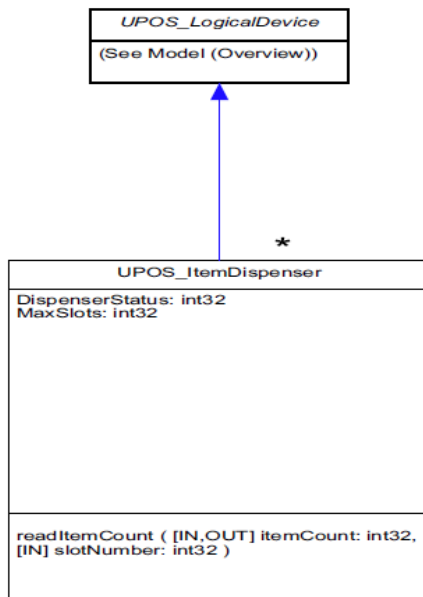 UPOS_LogicalDevice
(See Model (Overview))
*
UPOS_ItemDispenser
DispenserStatus: int32
MaxSlots: int32
readItemCount ( [IN,OUT] itemCount: int32,
[IN] slotNumber: int32 )